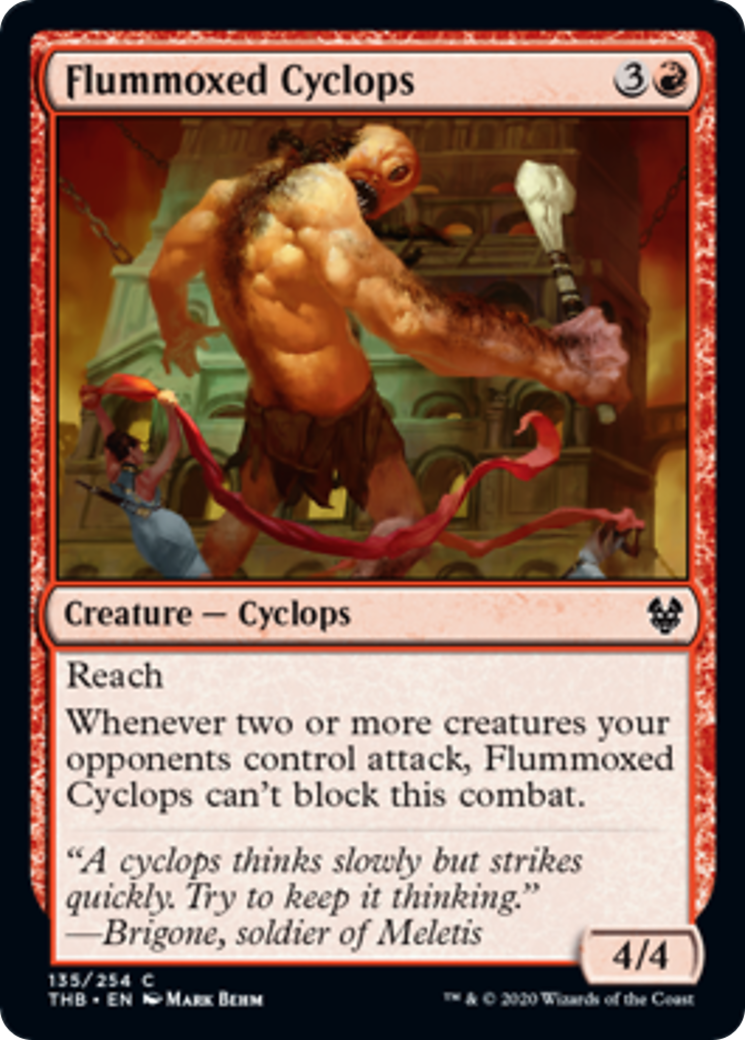 Flummoxed Cyclops 3
Creature — Cyclops
Reach
Whenever two or more creatures your
opponents control attack, Flummoxed
Cyclops can't block this combat.
“A cyclops thinks slowly but strikes
quickly. Try to keep it thinking.”
—Brigone, soldier of Meletis
4/4
135/254 C
THB • EN Mark Behm
™ & © 2020 Wizards of the Coast